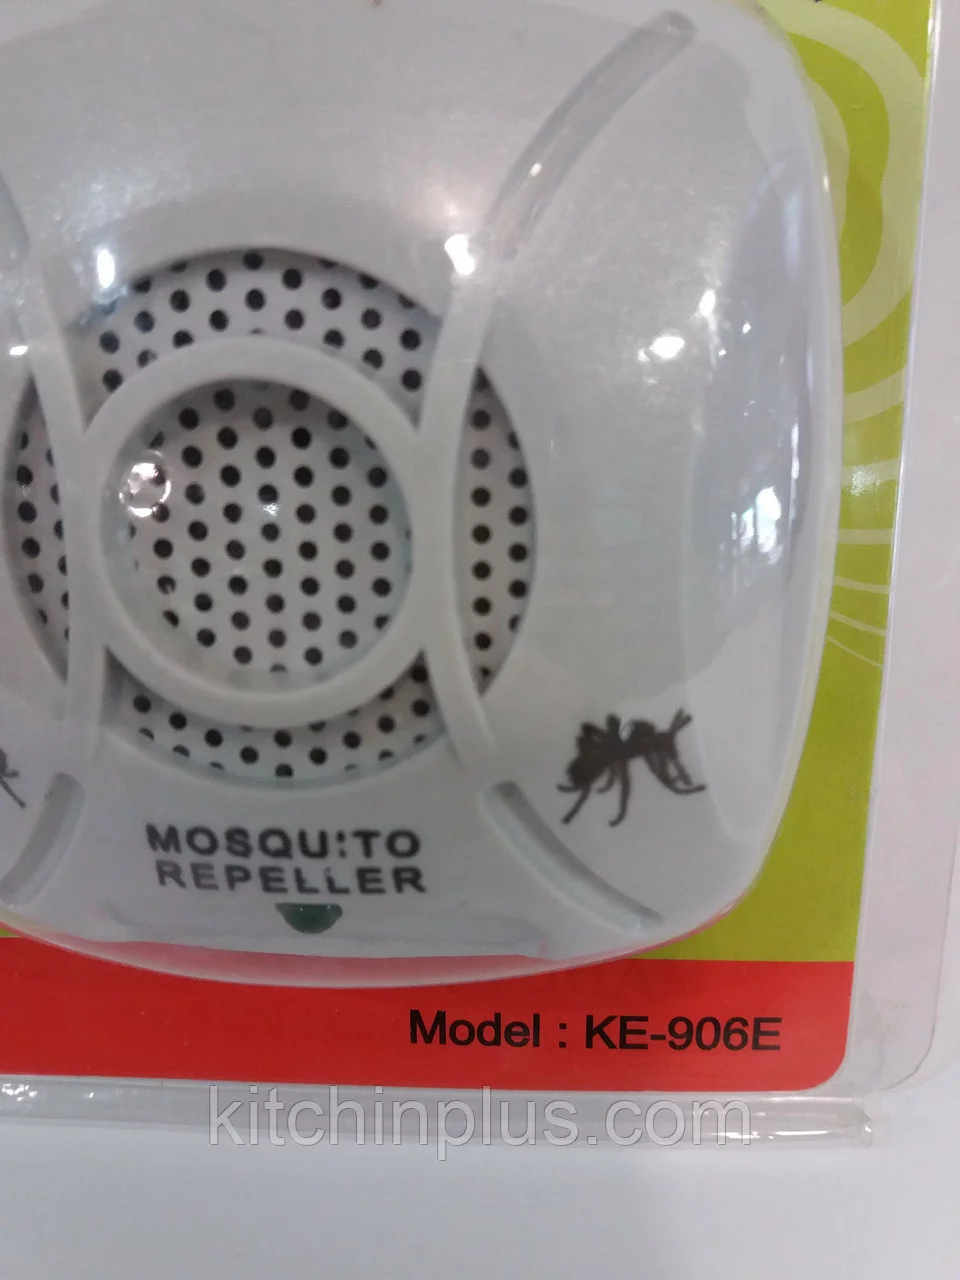 MOSQUITO
REPELLER
Model : KE-906E
kitchinplus.com